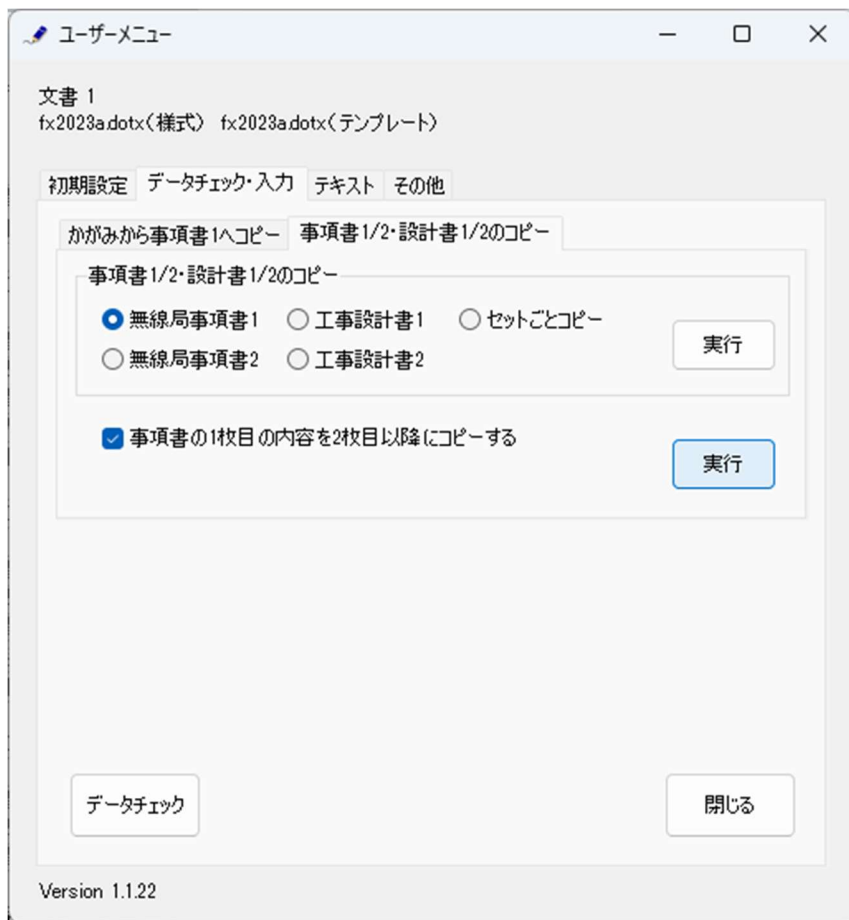 ユーザーメニュー
文書 1
fx2023a.dotx(様式) fx2023a.dotx(テンプレート)
初期設定 データチェック・入力 テキスト その他
かがみから事項書1へコピー 事項書1/2・設計書1/2のコピー
事項書1/2・設計書1/2のコピー
無線局事項書1 工事設計書1 セットごとコピー
実行
無線局事項書2 工事設計書2
事項書の1枚目の内容を2枚目以降にコピーする
実行
データチェック 閉じる
Version 1.1.22